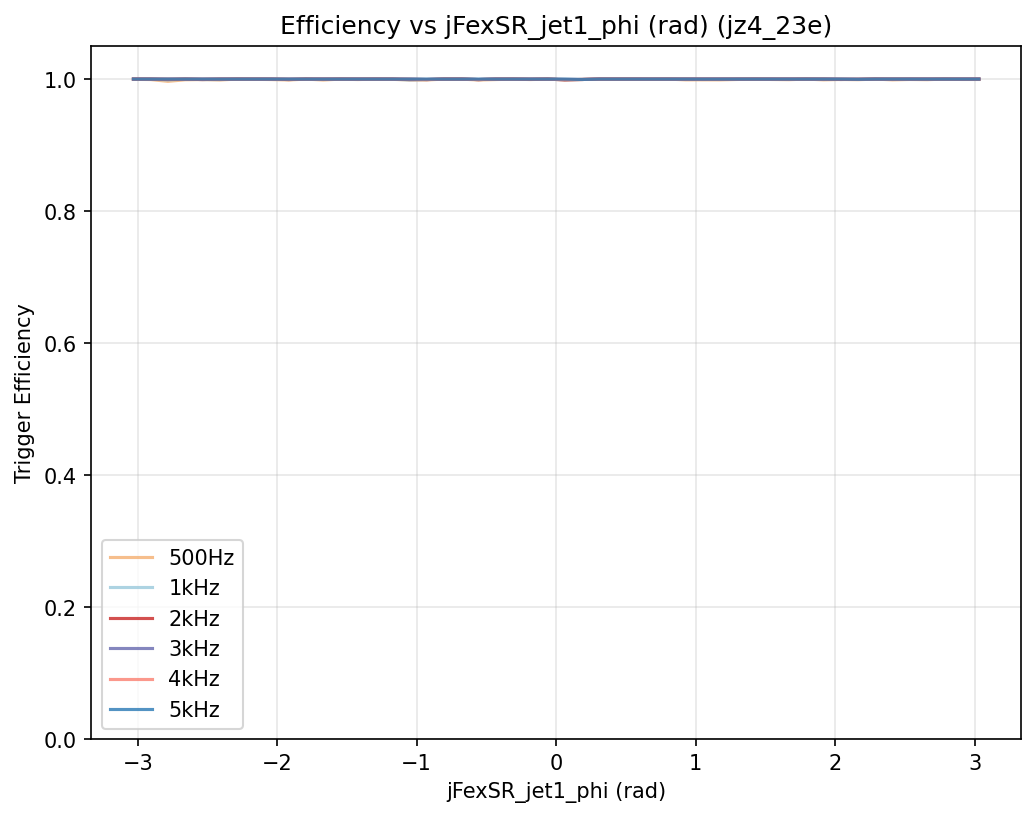 Efficiency vs jFexSR_jet1_phi (rad) (jz4_23e)
1.0
0.8
0.6
0.4
0.2
0.0
Trigger Efficiency
500Hz
1kHz
2kHz
3kHz
4kHz
5kHz
−3
−2
−1
0
1
2
3
jFexSR_jet1_phi (rad)